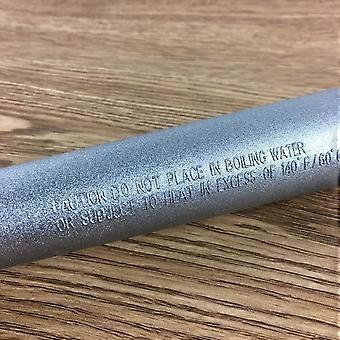 CAUTION DO NOT PLACE IN BOILING WATER
OR SUBJECT TO HEAT IN EXCESS OF 140°F/60°